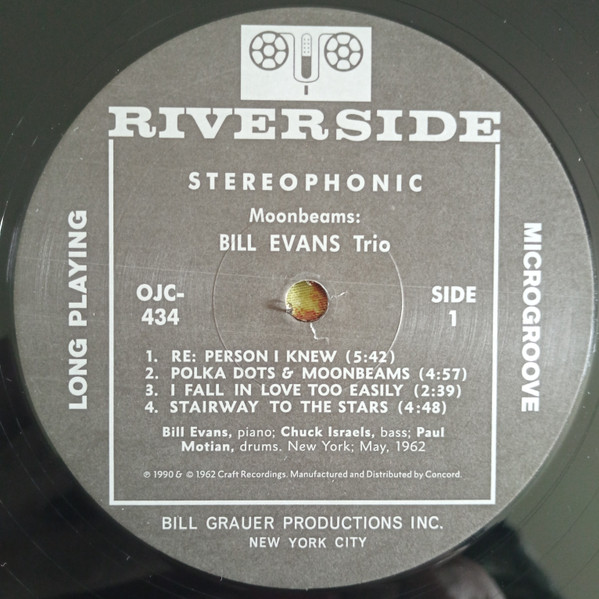 RIVERSIDE
STEREOPHONIC
Moonbeams:
BILL EVANS Trio
LONG PLAYING
OJC-
434
SIDE
1
MICROGROOVE
1. RE: PERSON I KNEW (5:42)
2. POLKA DOTS & MOONBEAMS (4:57)
3. I FALL IN LOVE TOO EASILY (2:39)
4. STAIRWAY TO THE STARS (4:48)
Bill Evans, piano; Chuck Israels, bass; Paul
Motian, drums. New York; May, 1962
℗ 1990 & © 1962 Craft Recordings. Manufactured and Distributed by Concord.
BILL GRAUER PRODUCTIONS INC.
NEW YORK CITY